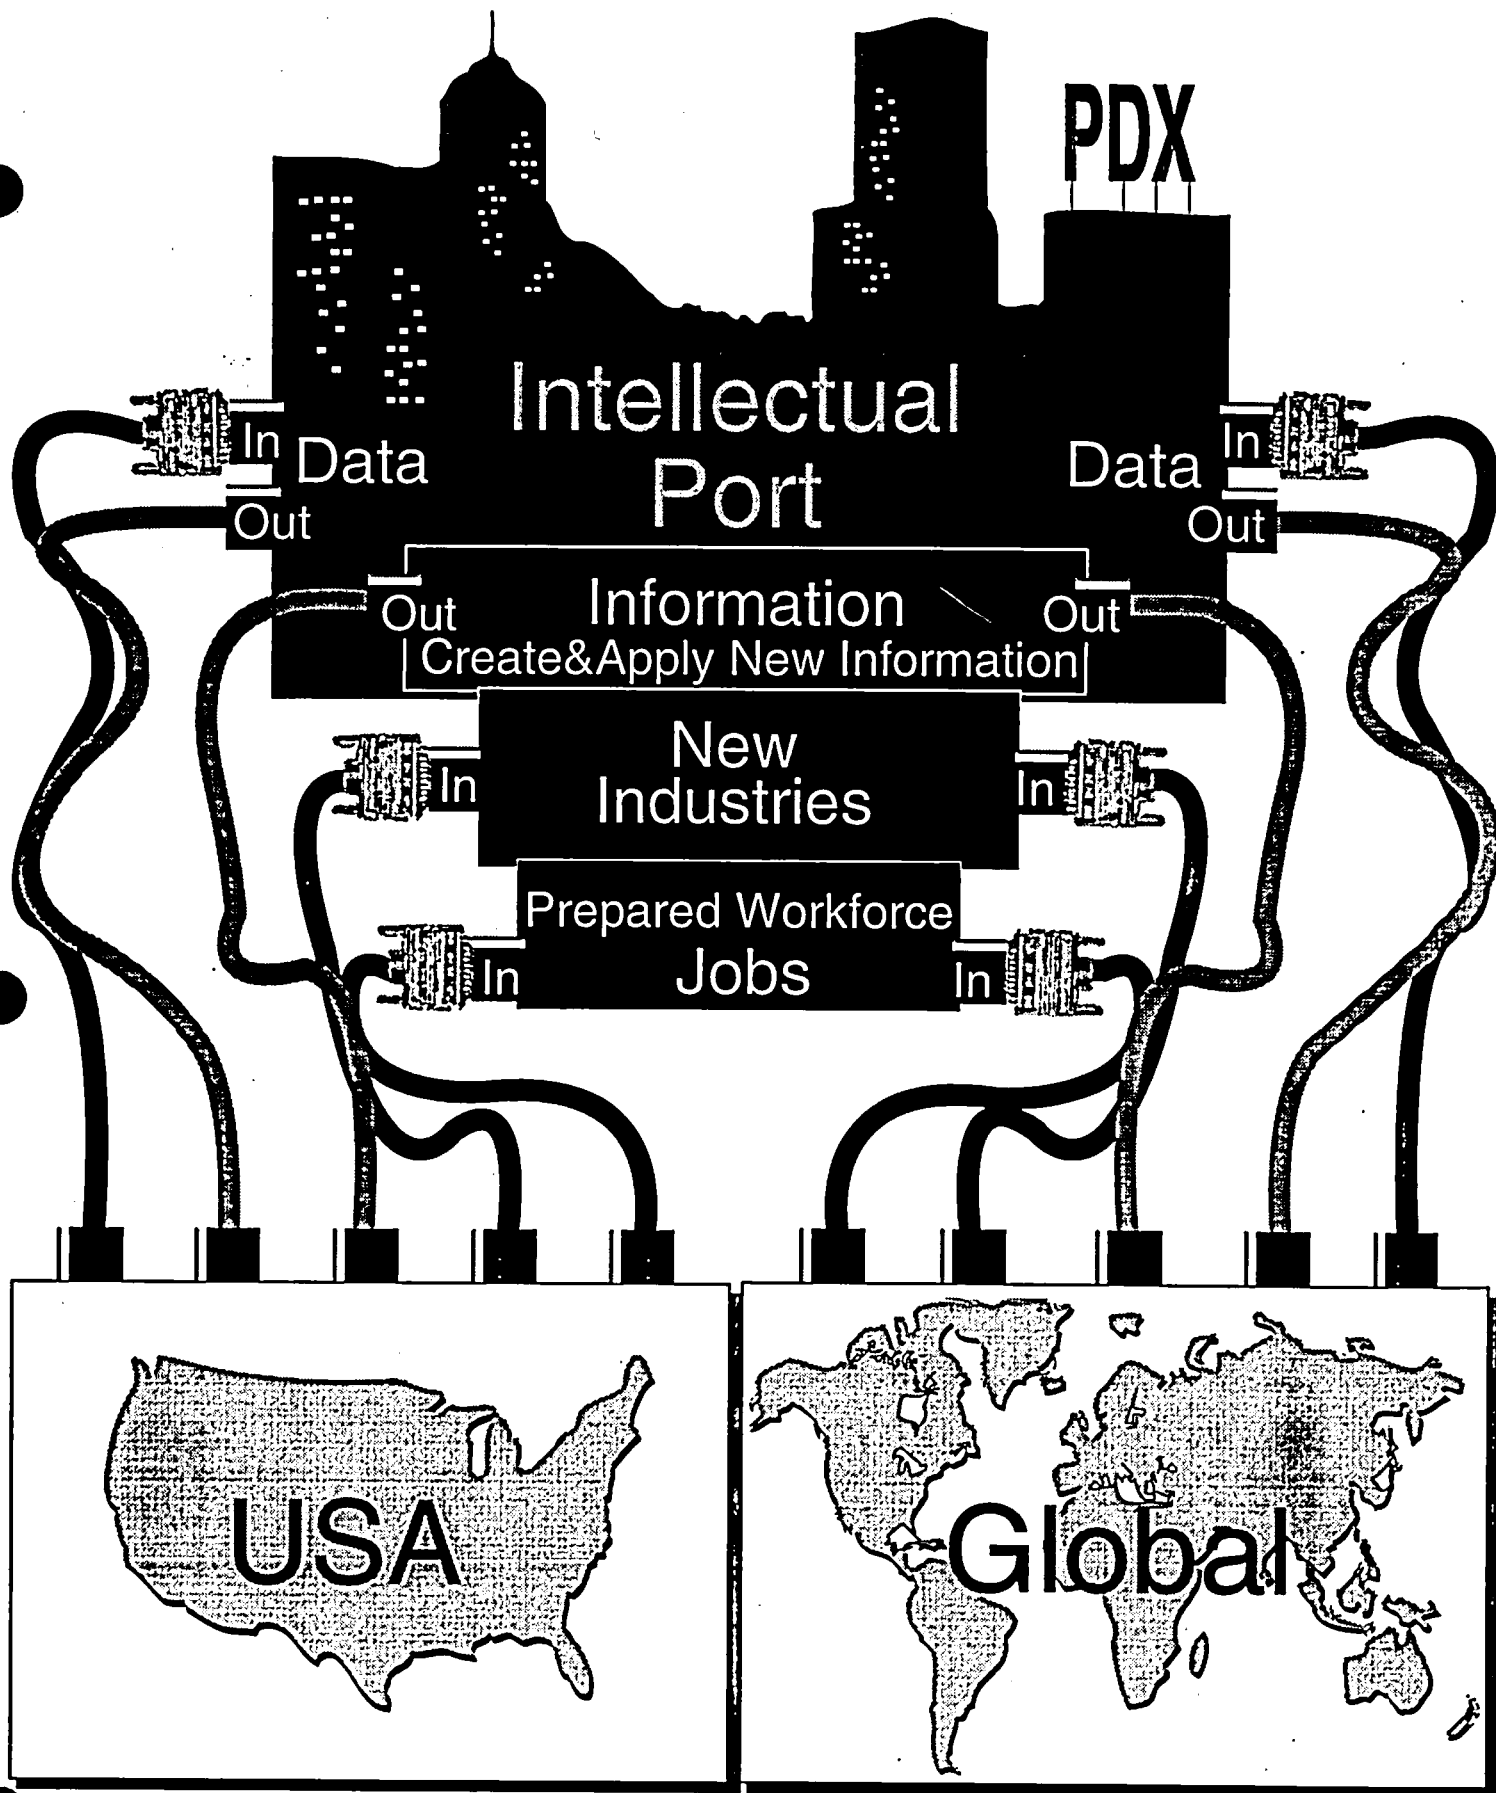 PDX
Intellectual
Port
In
Data
Out
Data
In
Out
Out
Information
Out
Create&Apply New Information
In
New
Industries
In
Prepared Workforce
In
Jobs
In
USA
Global